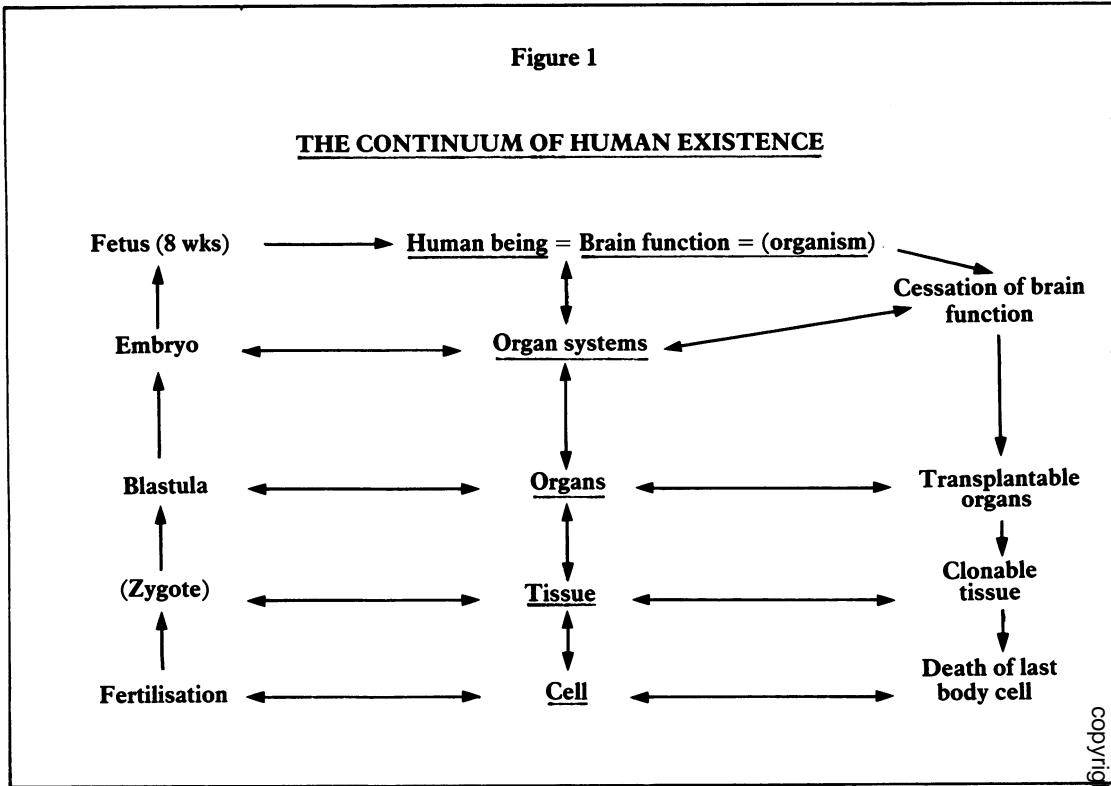 Figure 1
THE CONTINUUM OF HUMAN EXISTENCE
Fetus (8 wks)
Human being = Brain function = (organism)
Cessation of brain
function
Embryo
Organ systems
Blastula
Organs
Transplantable
organs
(Zygote)
Tissue
Clonable
tissue
Fertilisation
Cell
Death of last
body cell